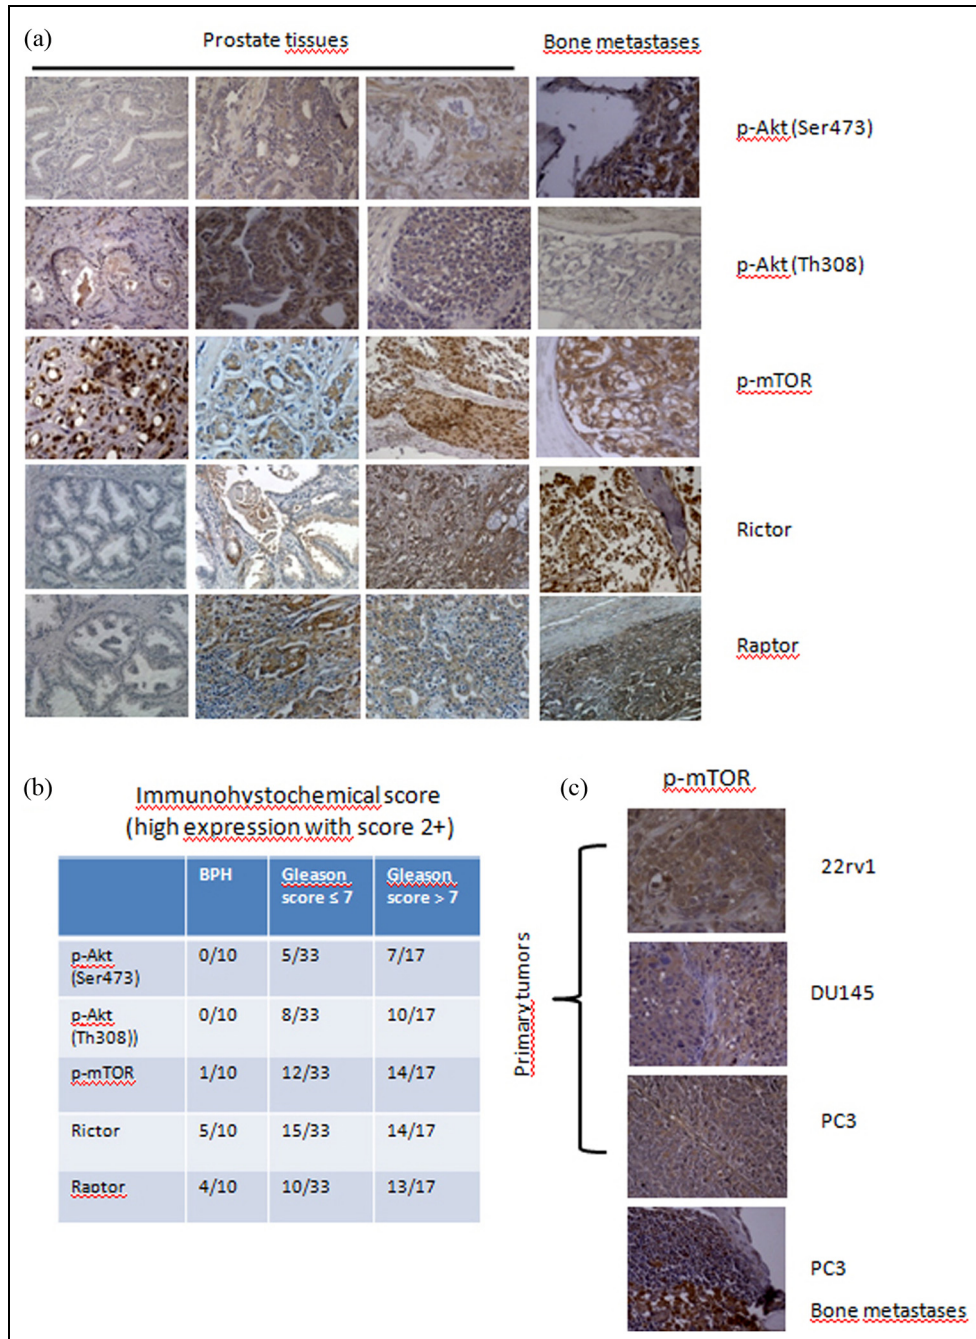 (a)
Prostate tissues
Bone metastases
p-Akt (Ser473)
p-Akt (Th308)
p-mTOR
Rictor
Raptor
(b)
Immunohystochemical score
(high expression with score 2+)
BPH
Gleason score ≤ 7
Gleason score > 7
p-Akt (Ser473) 0/10 5/33 7/17
p-Akt (Th308)) 0/10 8/33 10/17
p-mTOR 1/10 12/33 14/17
Rictor 5/10 15/33 14/17
Raptor 4/10 10/33 13/17
(c)
p-mTOR
Primary tumors
22rv1
DU145
PC3
PC3
Bone metastases